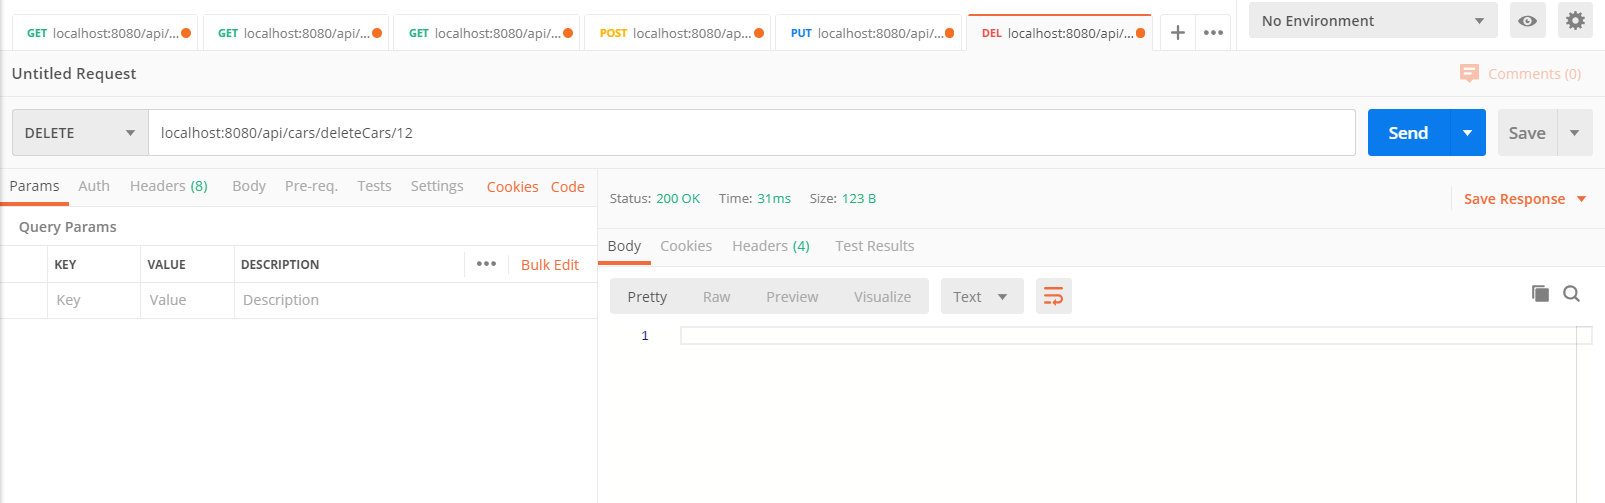 GET localhost:8080/api/... GET localhost:8080/api/... GET localhost:8080/api/... POST localhost:8080/ap... PUT localhost:8080/api/... DEL localhost:8080/api/... + ••• No Environment
Untitled Request Comments (0)
DELETE localhost:8080/api/cars/deleteCars/12 Send Save
Params Auth Headers (8) Body Pre-req. Tests Settings Cookies Code
Status: 200 OK Time: 31ms Size: 123 B Save Response
Query Params
Body Cookies Headers (4) Test Results
KEY VALUE DESCRIPTION ••• Bulk Edit
Key Value Description
Pretty Raw Preview Visualize Text
1